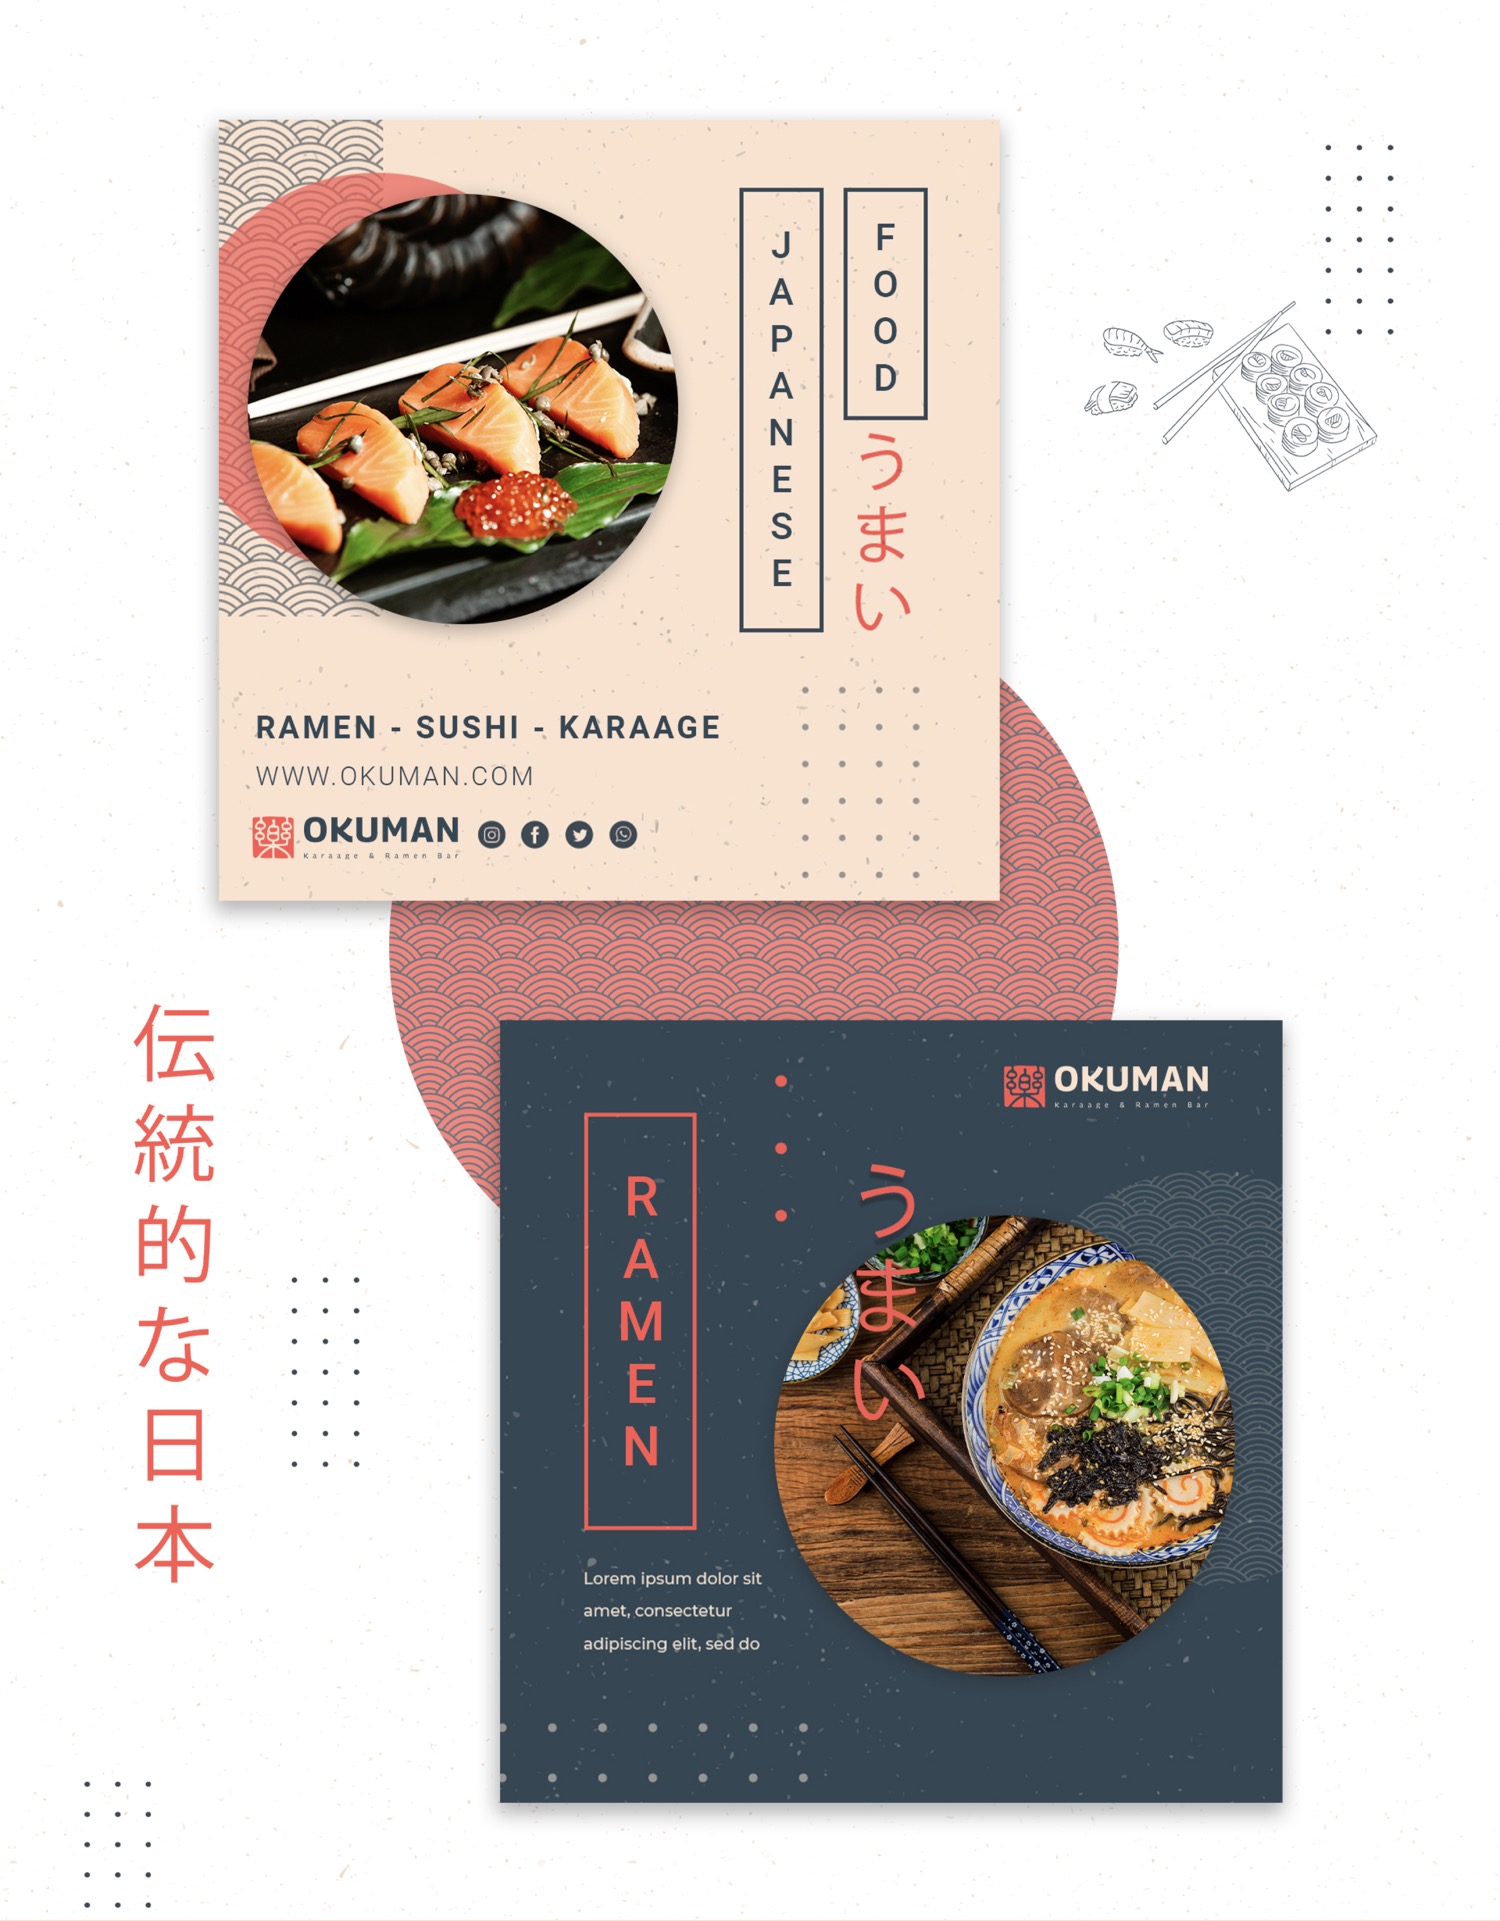 JAPANESE
FOOD
うまい
RAMEN - SUSHI - KARAAGE
WWW.OKUMAN.COM
OKUMAN
Karaage & Ramen Bar
伝統的な日本
OKUMAN
Karaage & Ramen Bar
RAMEN
うまい
Lorem ipsum dolor sit
amet, consectetur
adipiscing elit, sed do